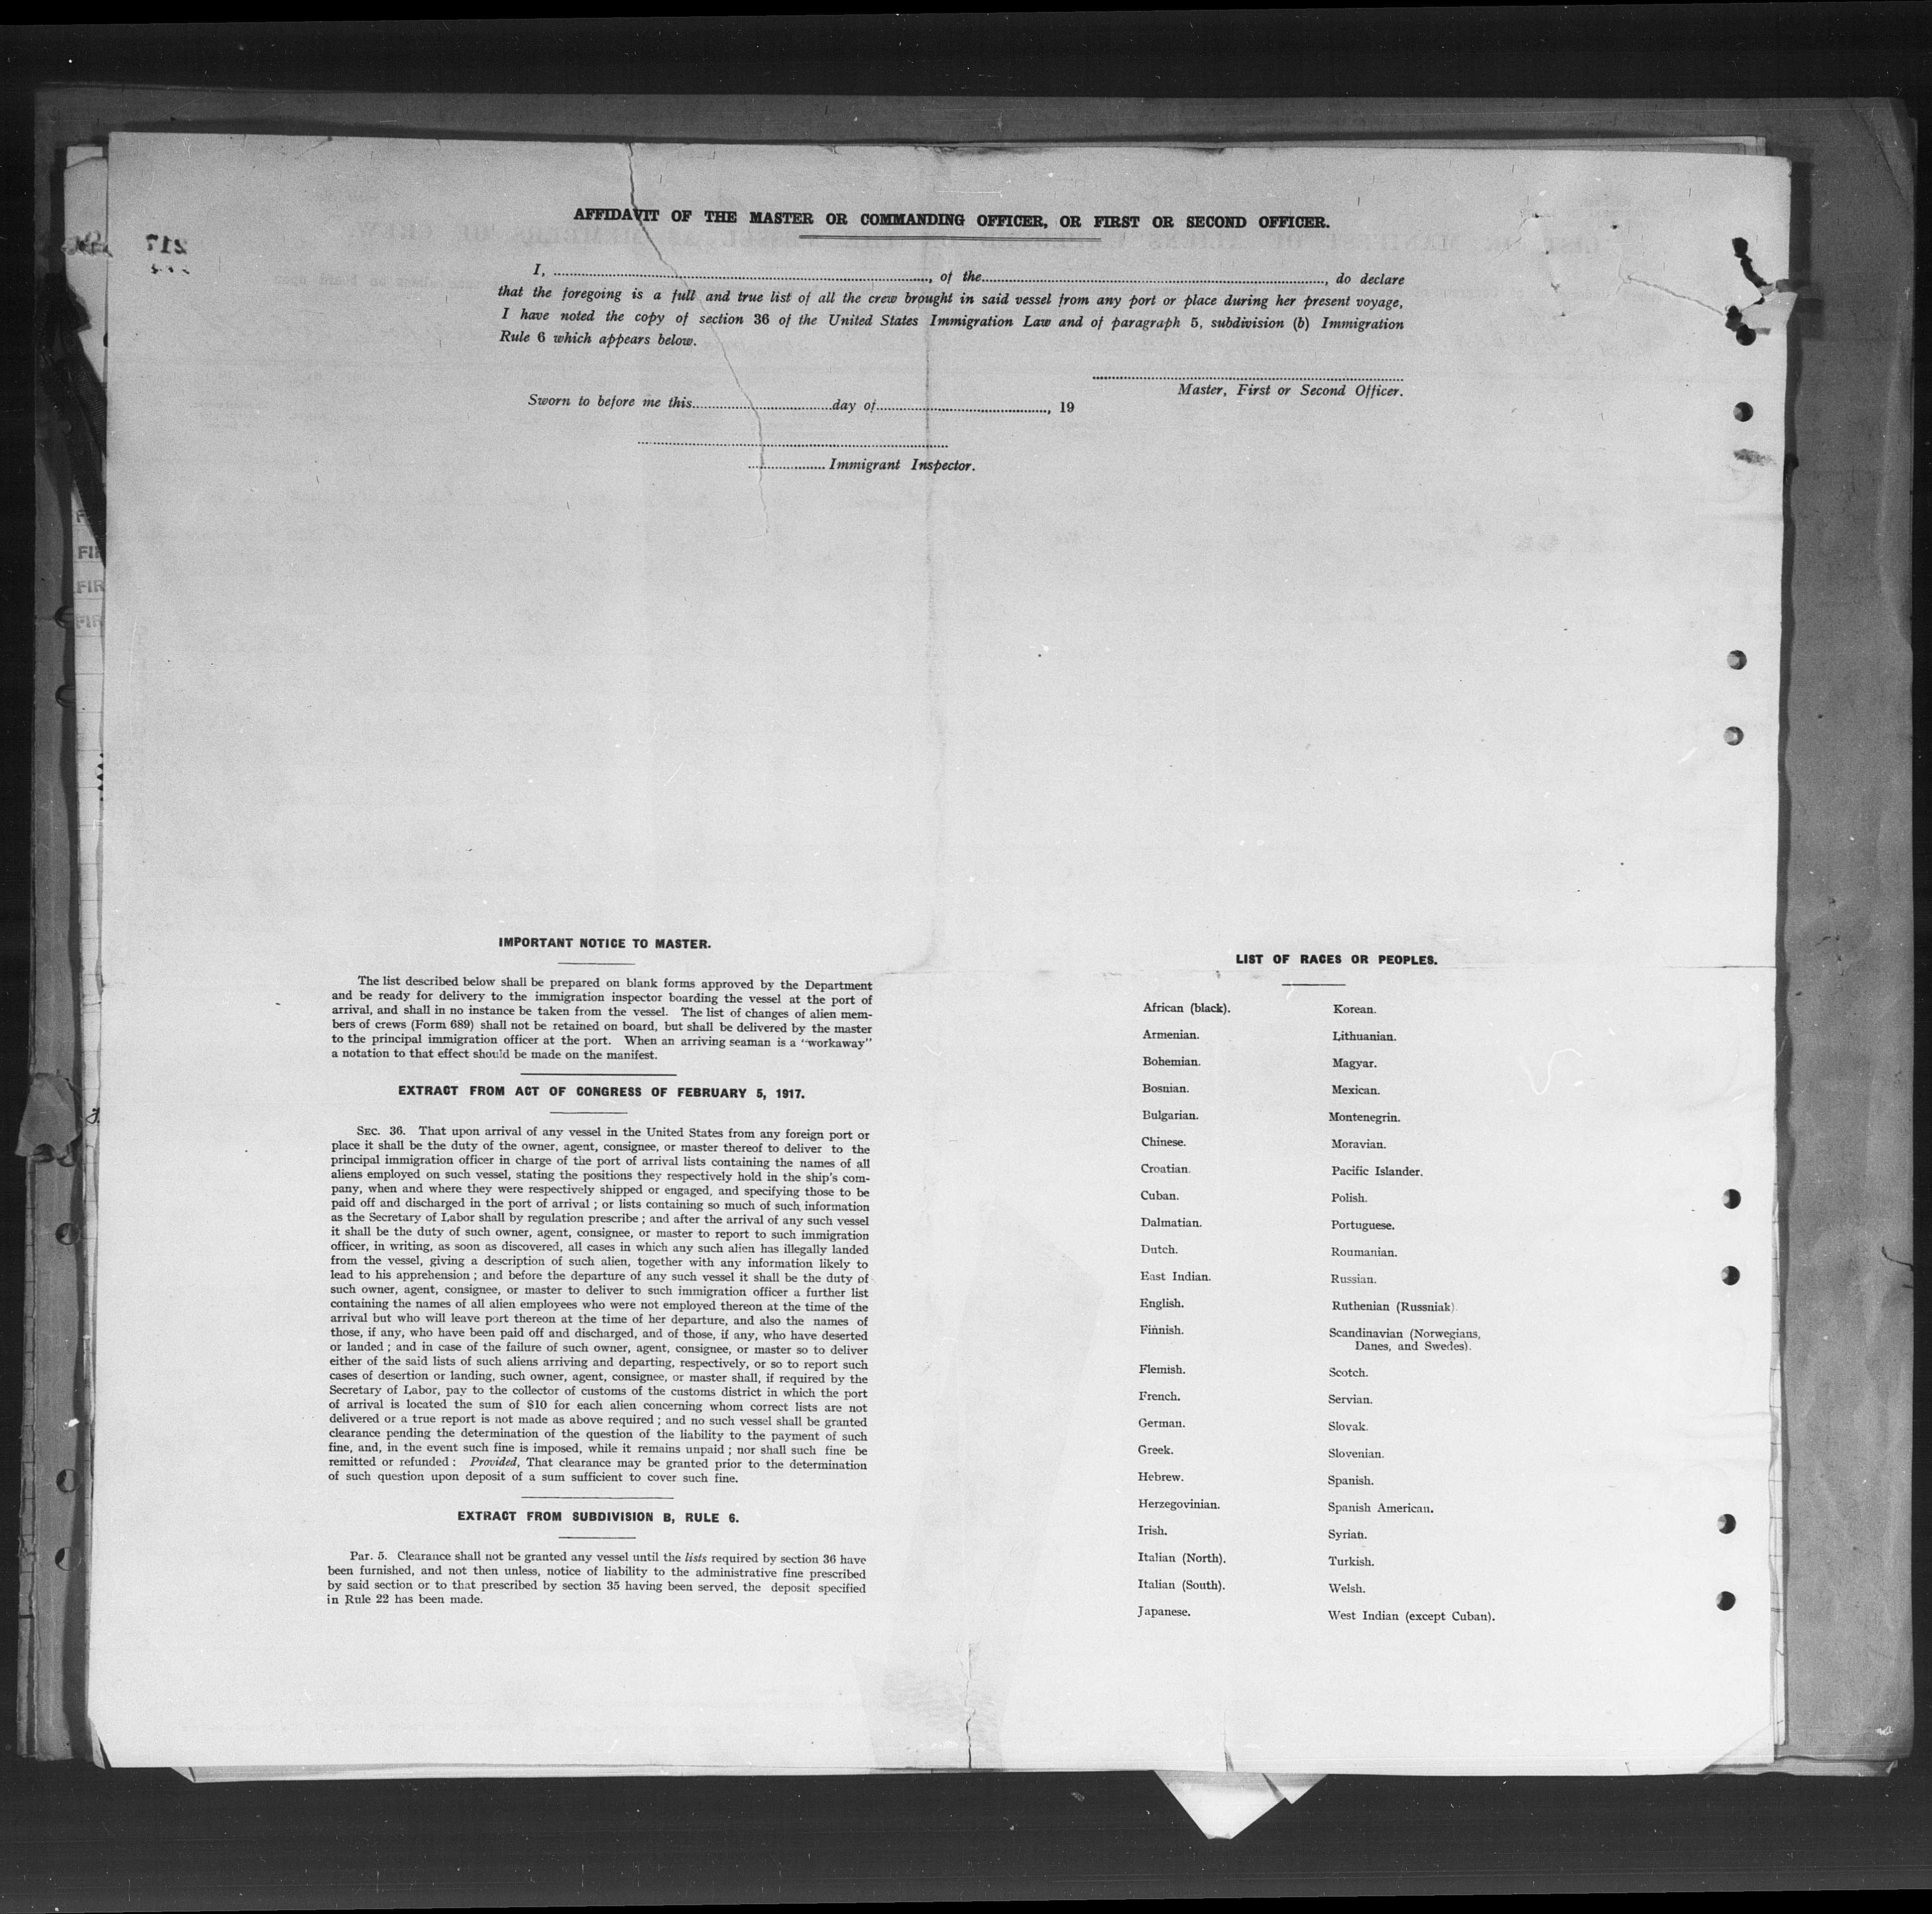 AFFIDAVIT OF THE MASTER OR COMMANDING OFFICER, OR FIRST OR SECOND OFFICER.
217
I, ........, of the........, do declare
that the foregoing is a full and true list of all the crew brought in said vessel from any port or place during her present voyage,
I have noted the copy of section 36 of the United States Immigration Law and of paragraph 5, subdivision (b) Immigration
Rule 6 which appears below.
Master, First or Second Officer.
Sworn to before me this........day of........, 19
........ Immigrant Inspector.
FIR
FIR
IMPORTANT NOTICE TO MASTER.
The list described below shall be prepared on blank forms approved by the Department
and be ready for delivery to the immigration inspector boarding the vessel at the port of
arrival, and shall in no instance be taken from the vessel. The list of changes of alien mem-
bers of crews (Form 689) shall not be retained on board, but shall be delivered by the master
to the principal immigration officer at the port. When an arriving seaman is a "workaway"
a notation to that effect should be made on the manifest.
EXTRACT FROM ACT OF CONGRESS OF FEBRUARY 5, 1917.
SEC. 36. That upon arrival of any vessel in the United States from any foreign port or
place it shall be the duty of the owner, agent, consignee, or master thereof to deliver to the
principal immigration officer in charge of the port of arrival lists containing the names of all
aliens employed on such vessel, stating the positions they respectively hold in the ship's com-
pany, when and where they were respectively shipped or engaged, and specifying those to be
paid off and discharged in the port of arrival ; or lists containing so much of such information
as the Secretary of Labor shall by regulation prescribe ; and after the arrival of any such vessel
it shall be the duty of such owner, agent, consignee, or master to report to such immigration
officer, in writing, as soon as discovered, all cases in which any such alien has illegally landed
from the vessel, giving a description of such alien, together with any information likely to
lead to his apprehension ; and before the departure of any such vessel it shall be the duty of
such owner, agent, consignee, or master to deliver to such immigration officer a further list
containing the names of all alien employees who were not employed thereon at the time of the
arrival but who will leave port thereon at the time of her departure, and also the names of
those, if any, who have been paid off and discharged, and of those, if any, who have deserted
or landed ; and in case of the failure of such owner, agent, consignee, or master so to deliver
either of the said lists of such aliens arriving and departing, respectively, or so to report such
cases of desertion or landing, such owner, agent, consignee, or master shall, if required by the
Secretary of Labor, pay to the collector of customs of the customs district in which the port
of arrival is located the sum of $10 for each alien concerning whom correct lists are not
delivered or a true report is not made as above required ; and no such vessel shall be granted
clearance pending the determination of the question of the liability to the payment of such
fine, and, in the event such fine is imposed, while it remains unpaid ; nor shall such fine be
remitted or refunded : Provided, That clearance may be granted prior to the determination
of such question upon deposit of a sum sufficient to cover such fine.
EXTRACT FROM SUBDIVISION B, RULE 6.
Par. 5. Clearance shall not be granted any vessel until the lists required by section 36 have
been furnished, and not then unless, notice of liability to the administrative fine prescribed
by said section or to that prescribed by section 35 having been served, the deposit specified
in Rule 22 has been made.
LIST OF RACES OR PEOPLES.
African (black).
Armenian.
Bohemian.
Bosnian.
Bulgarian.
Chinese.
Croatian.
Cuban.
Dalmatian.
Dutch.
East Indian.
English.
Finnish.
Flemish.
French.
German.
Greek.
Hebrew.
Herzegovinian.
Irish.
Italian (North).
Italian (South).
Japanese.
Korean.
Lithuanian.
Magyar.
Mexican.
Montenegrin.
Moravian.
Pacific Islander.
Polish.
Portuguese.
Roumanian.
Russian.
Ruthenian (Russniak).
Scandinavian (Norwegians,
Danes, and Swedes).
Scotch.
Servian.
Slovak.
Slovenian.
Spanish.
Spanish American.
Syrian.
Turkish.
Welsh.
West Indian (except Cuban).